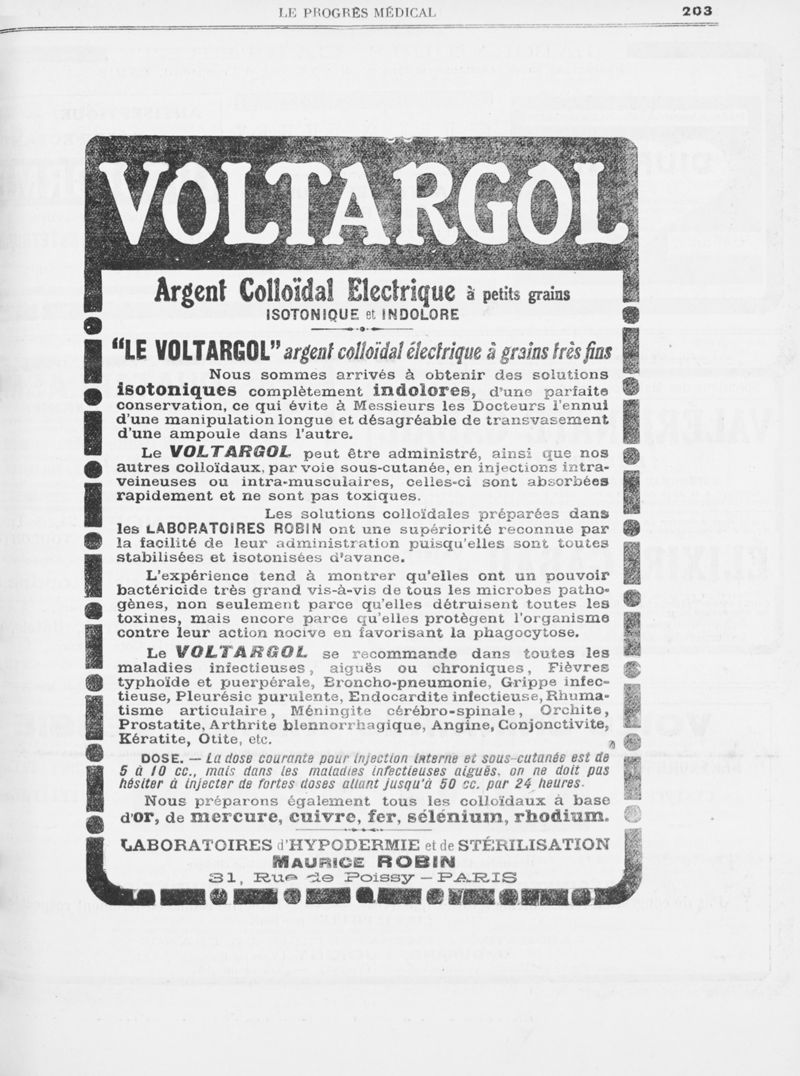 LE PROGRÈS MÉDICAL
203
VOLTARGOL
Argent Colloïdal Electrique à petits grains
ISOTONIQUE et INDOLORE
"LE VOLTARGOL" argent colloïdal électrique à grains très fins
Nous sommes arrivés à obtenir des solutions
isotoniques complètement indolores, d'une parfaite
conservation, ce qui évite à Messieurs les Docteurs l'ennui
d'une manipulation longue et désagréable de transvasement
d'une ampoule dans l'autre.
Le VOLTARGOL peut être administré, ainsi que nos
autres colloïdaux, par voie sous-cutanée, en injections intra-
veineuses ou intra-musculaires, celles-ci sont absorbées
rapidement et ne sont pas toxiques.
Les solutions colloïdales préparées dans
les LABORATOIRES ROBIN ont une supériorité reconnue par
la facilité de leur administration puisqu'elles sont toutes
stabilisées et isotonisées d'avance.
L'expérience tend à montrer qu'elles ont un pouvoir
bactéricide très grand vis-à-vis de tous les microbes patho-
gènes, non seulement parce qu'elles détruisent toutes les
toxines, mais encore parce qu'elles protègent l'organisme
contre leur action nocive en favorisant la phagocytose.
Le VOLTARGOL se recommande dans toutes les
maladies infectieuses, aiguës ou chroniques, Fièvres
typhoïde et puerpérale, Broncho-pneumonie, Grippe infec-
tieuse, Pleurésie purulente, Endocardite infectieuse, Rhuma-
tisme articulaire, Méningite cérébro-spinale, Orchite,
Prostatite, Arthrite blennorrhagique, Angine, Conjonctivite,
Kératite, Otite, etc.
DOSE. — La dose courante pour injection interne et sous-cutanée est de
5 à 10 cc., mais dans les maladies infectieuses aiguës, on ne doit pas
hésiter à injecter de fortes doses allant jusqu'à 50 cc. par 24 heures.
Nous préparons également tous les colloïdaux à base
d'or, de mercure, cuivre, fer, sélénium, rhodium.
LABORATOIRES d'HYPODERMIE et de STÉRILISATION
MAURICE ROBIN
31, Rue de Poissy — PARIS